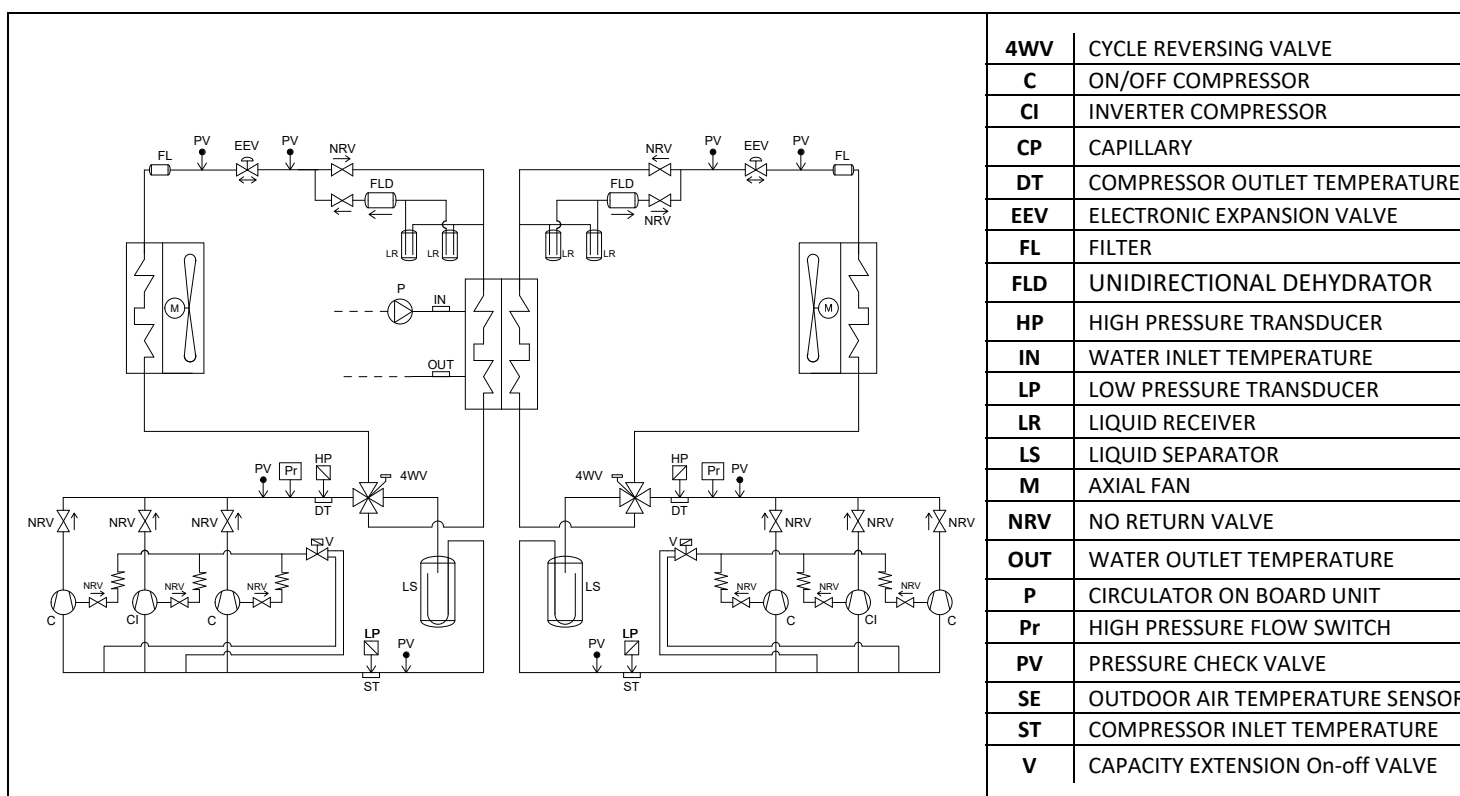 PV EEV PV NRV
FL
FLD
LR LR
NRV PV EEV PV
FL
FLD
NRV
LR LR
M
P IN
OUT
M
PV Pr HP 4WV
DT
NRV NRV NRV
V
NRV NRV NRV
C CI C
LS
LP PV
ST
4WV HP Pr PV
DT
NRV NRV NRV
V
NRV NRV NRV
C CI C
LS
PV LP
ST
4WV CYCLE REVERSING VALVE
C ON/OFF COMPRESSOR
CI INVERTER COMPRESSOR
CP CAPILLARY
DT COMPRESSOR OUTLET TEMPERATURE
EEV ELECTRONIC EXPANSION VALVE
FL FILTER
FLD UNIDIRECTIONAL DEHYDRATOR
HP HIGH PRESSURE TRANSDUCER
IN WATER INLET TEMPERATURE
LP LOW PRESSURE TRANSDUCER
LR LIQUID RECEIVER
LS LIQUID SEPARATOR
M AXIAL FAN
NRV NO RETURN VALVE
OUT WATER OUTLET TEMPERATURE
P CIRCULATOR ON BOARD UNIT
Pr HIGH PRESSURE FLOW SWITCH
PV PRESSURE CHECK VALVE
SE OUTDOOR AIR TEMPERATURE SENSOR
ST COMPRESSOR INLET TEMPERATURE
V CAPACITY EXTENSION On-off VALVE